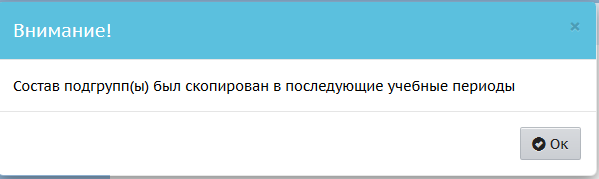 Внимание!
×
Состав подгрупп(ы) был скопирован в последующие учебные периоды
Ок